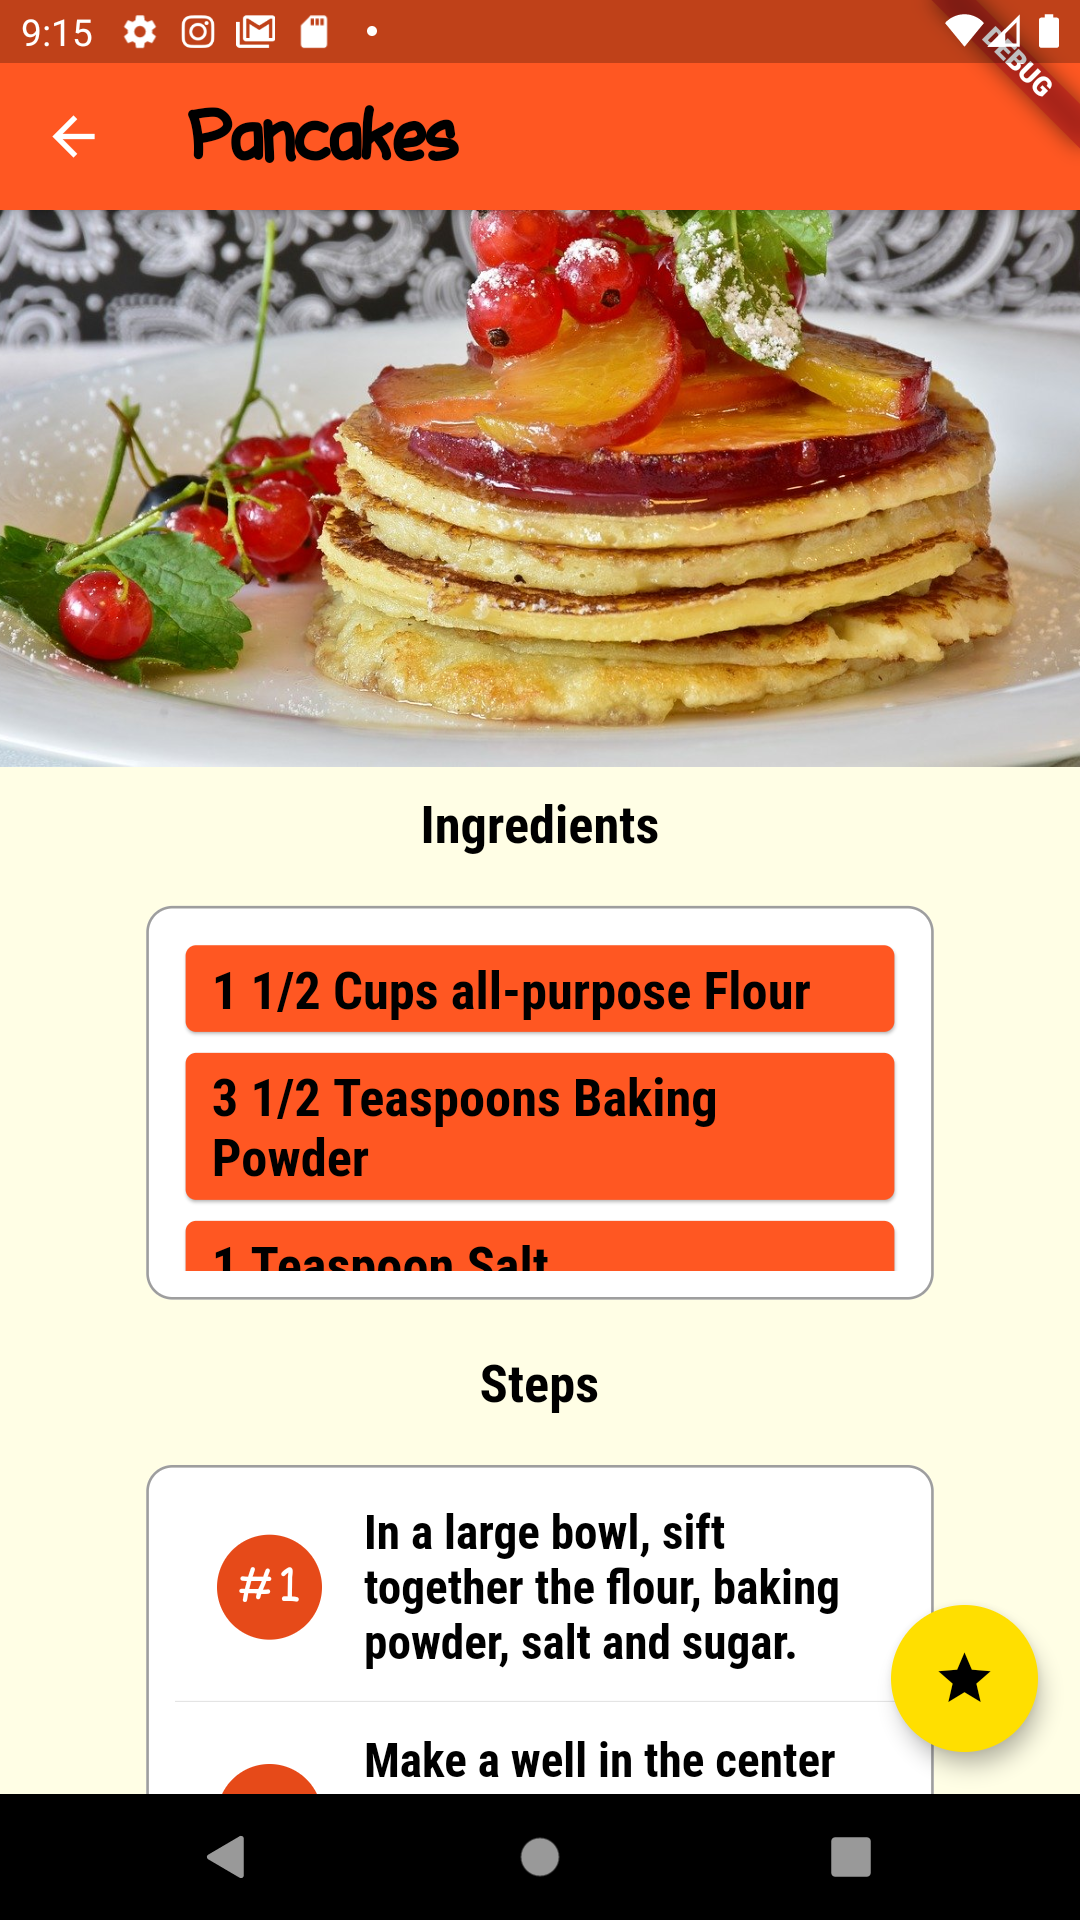 9:15
DEBUG
Pancakes
Ingredients
1 1/2 Cups all-purpose Flour
3 1/2 Teaspoons Baking
Powder
1 Teaspoon Salt
Steps
#1
In a large bowl, sift
together the flour, baking
powder, salt and sugar.
Make a well in the center